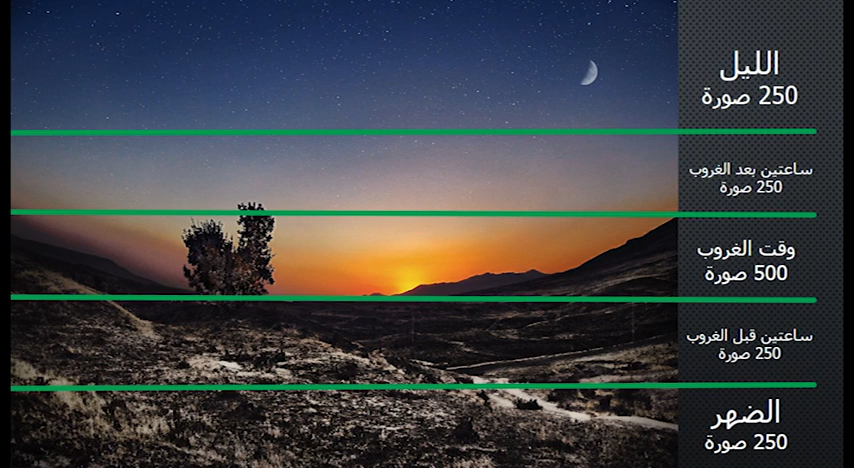 الليل
250 صورة
ساعتين بعد الغروب
250 صورة
وقت الغروب
500 صورة
ساعتين قبل الغروب
250 صورة
الضهر
250 صورة